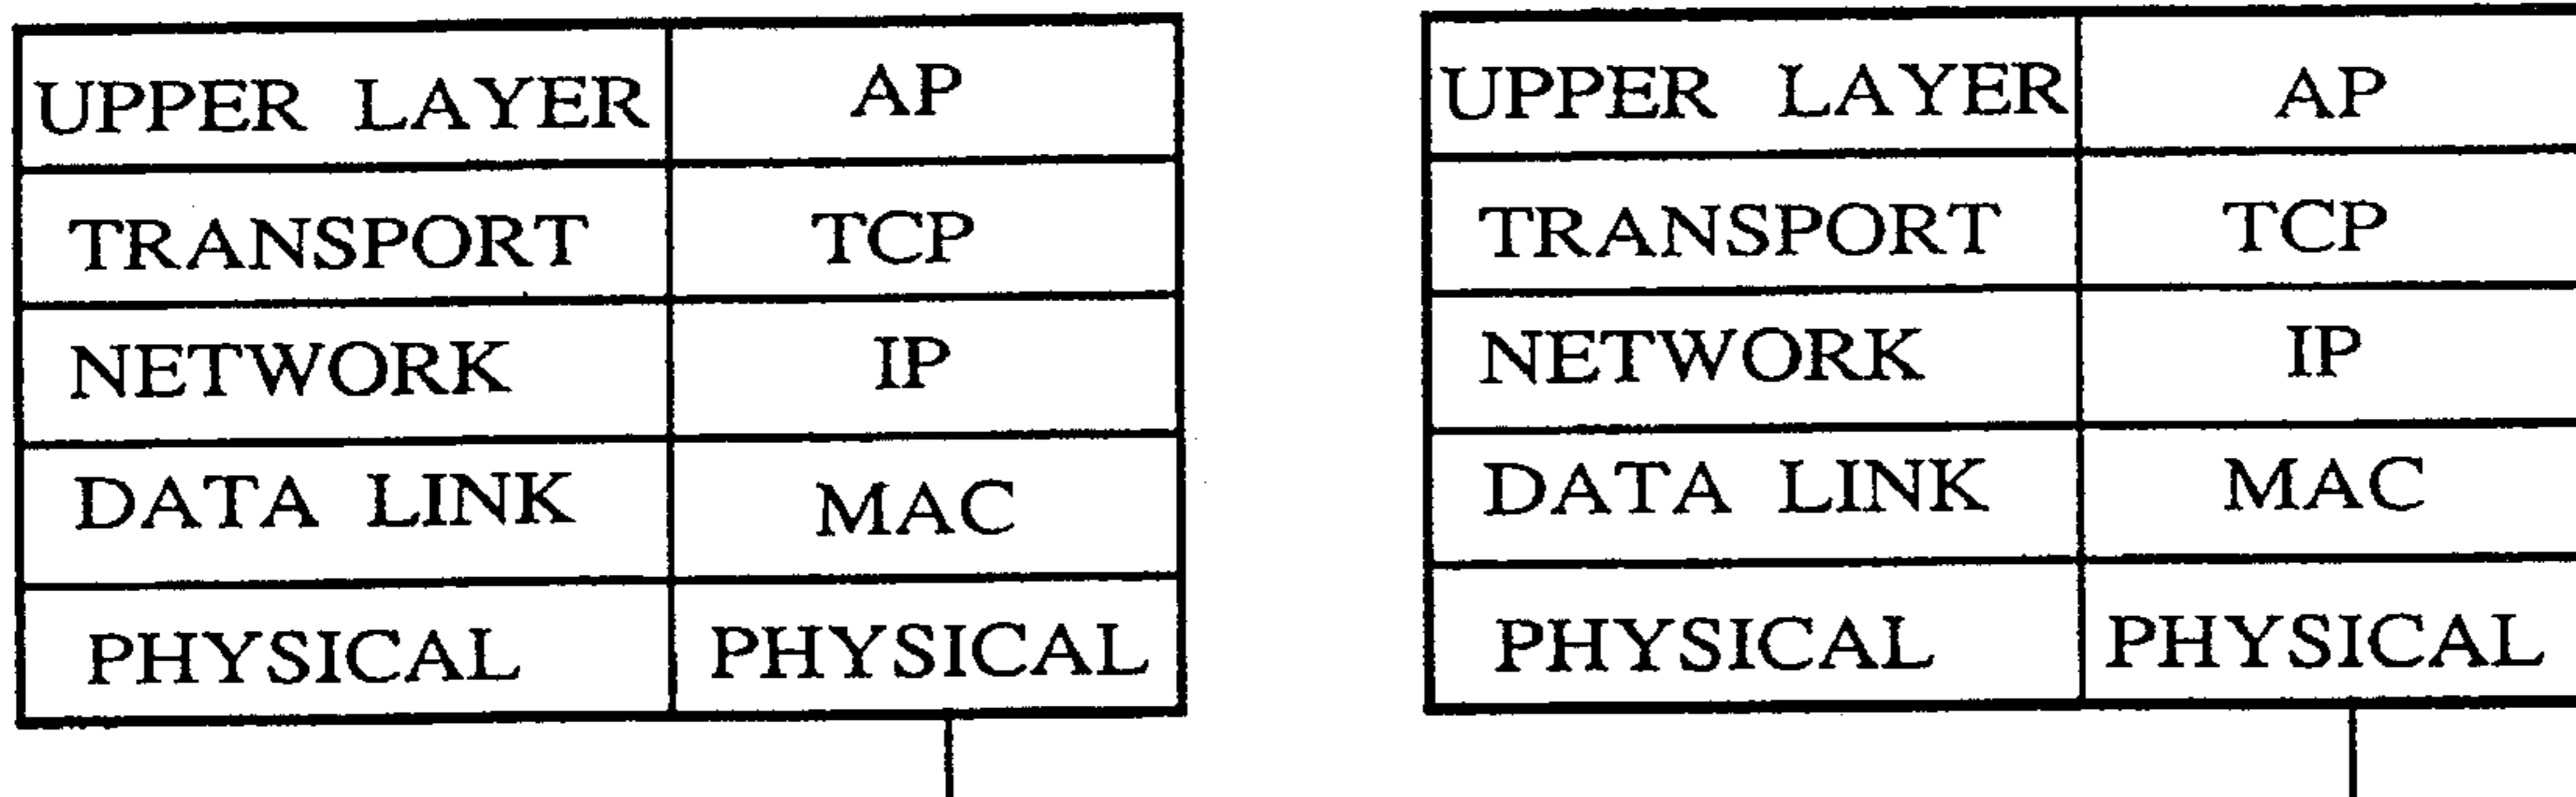 UPPER LAYER AP
TRANSPORT TCP
NETWORK IP
DATA LINK MAC
PHYSICAL PHYSICAL
UPPER LAYER AP
TRANSPORT TCP
NETWORK IP
DATA LINK MAC
PHYSICAL PHYSICAL